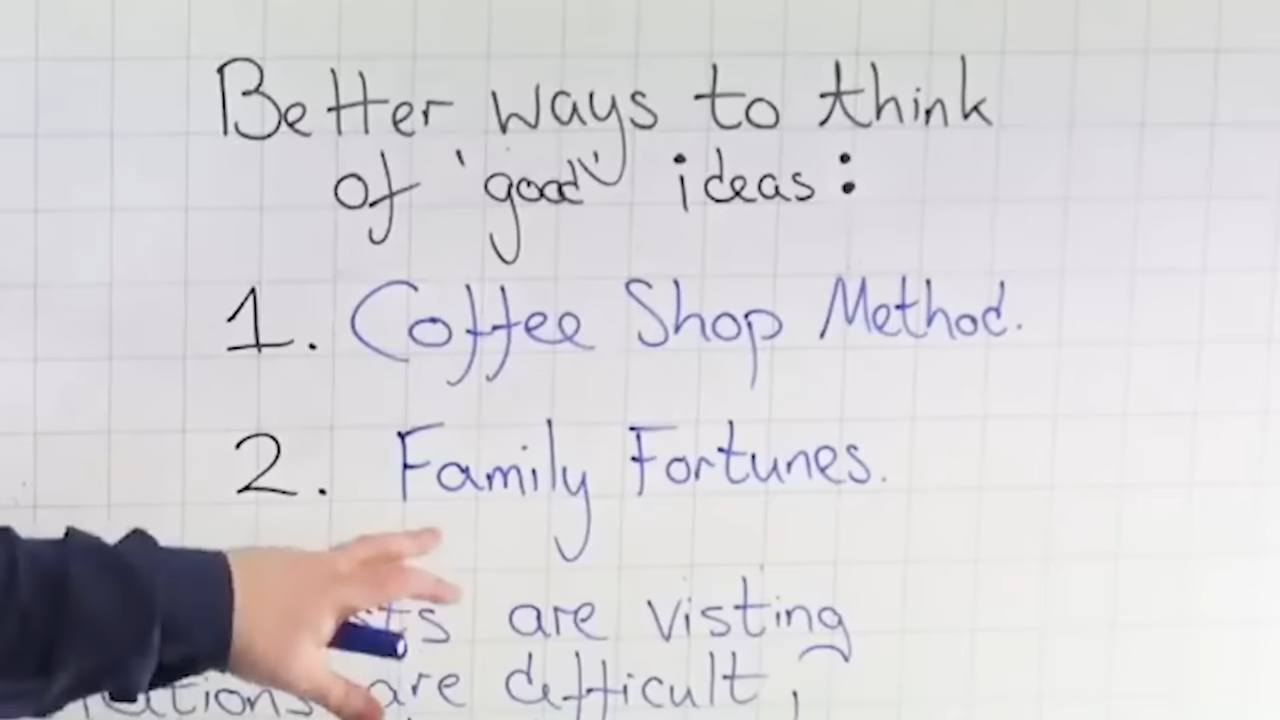 Better ways to think
of 'good' ideas:
1. Coffee Shop Method.
2. Family Fortunes.
are visting
are difficult,